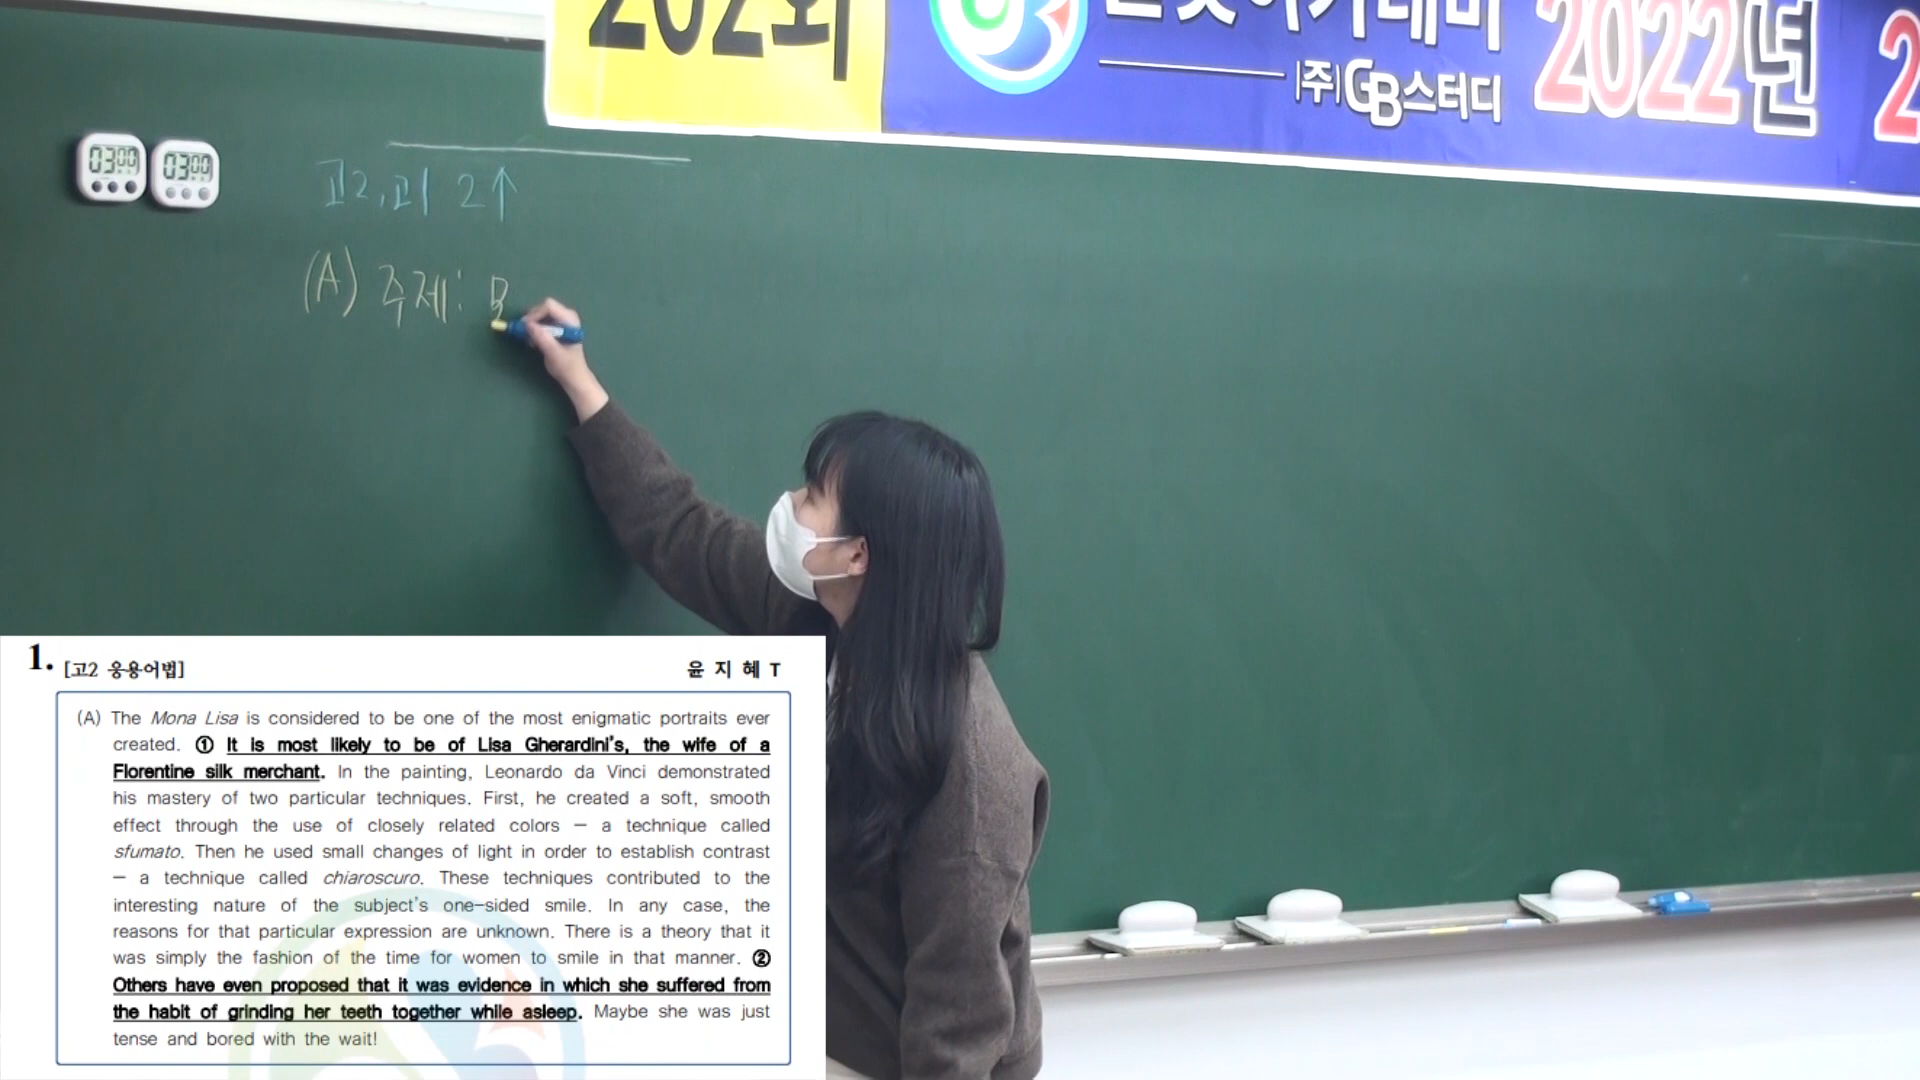 202회
(주)GB스터디
2022년
2
03:00
03:00
고2, 고1 2↑
(A) 주제:
1. [고2 응용어법]
윤 지 혜 T
(A) The Mona Lisa is considered to be one of the most enigmatic portraits ever
created. ① It is most likely to be of Lisa Gherardini's, the wife of a
Florentine silk merchant. In the painting, Leonardo da Vinci demonstrated
his mastery of two particular techniques. First, he created a soft, smooth
effect through the use of closely related colors － a technique called
sfumato. Then he used small changes of light in order to establish contrast
－ a technique called chiaroscuro. These techniques contributed to the
interesting nature of the subject's one-sided smile. In any case, the
reasons for that particular expression are unknown. There is a theory that it
was simply the fashion of the time for women to smile in that manner. ②
Others have even proposed that it was evidence in which she suffered from
the habit of grinding her teeth together while asleep. Maybe she was just
tense and bored with the wait!